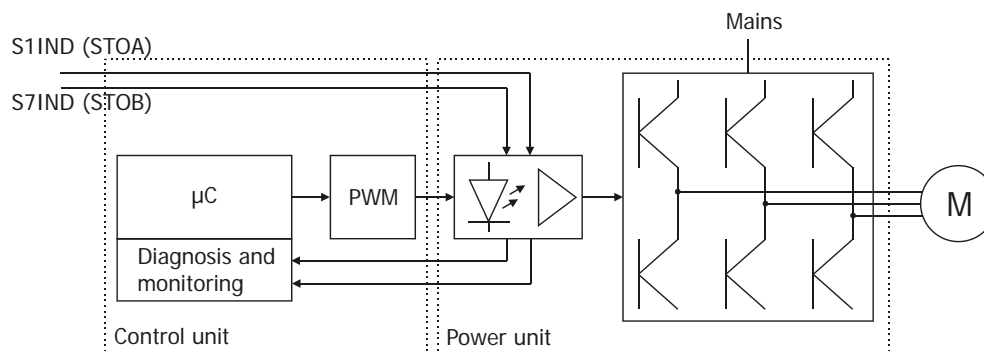 Mains
S1IND (STOA)
S7IND (STOB)
µC
PWM
M
Diagnosis and
monitoring
Control unit
Power unit